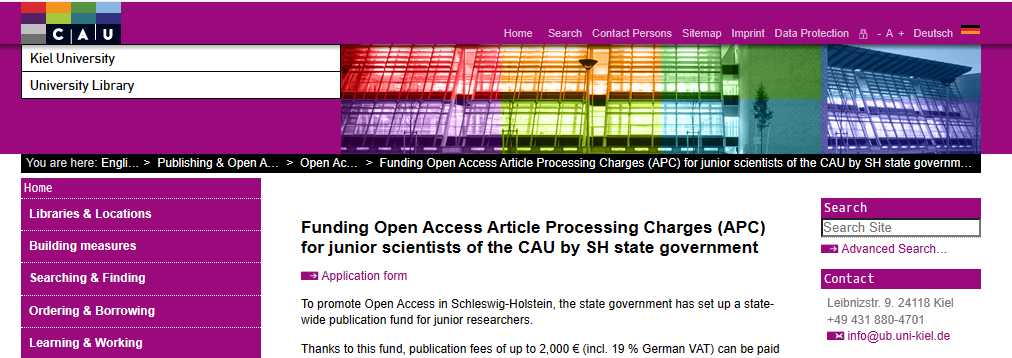 C A U
Home Search Contact Persons Sitemap Imprint Data Protection - A + Deutsch
Kiel University
University Library
You are here: Engli… > Publishing & Open A… > Open Ac… > Funding Open Access Article Processing Charges (APC) for junior scientists of the CAU by SH state governm…
Home
Libraries & Locations
Building measures
Searching & Finding
Ordering & Borrowing
Learning & Working
Funding Open Access Article Processing Charges (APC)
for junior scientists of the CAU by SH state government
Application form
To promote Open Access in Schleswig-Holstein, the state government has set up a state-
wide publication fund for junior researchers.
Thanks to this fund, publication fees of up to 2,000 € (incl. 19 % German VAT) can be paid
Search
Search Site
Advanced Search…
Contact
Leibnizstr. 9. 24118 Kiel
+49 431 880-4701
info@ub.uni-kiel.de